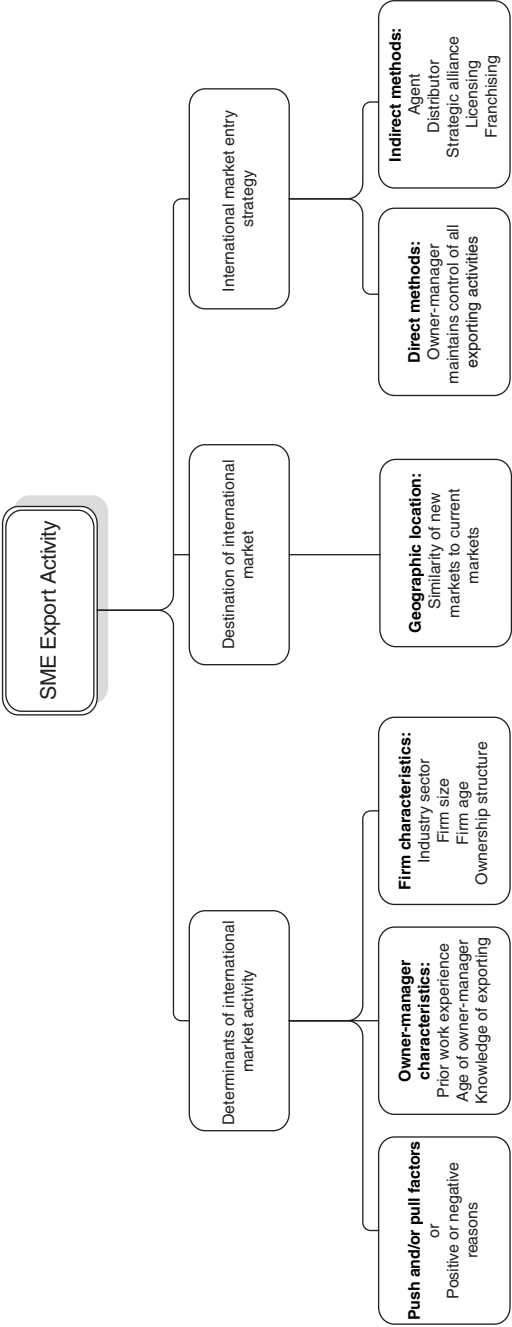 SME Export Activity
Determinants of international
market activity
Destination of international
market
International market entry
strategy
Push and/or pull factors
or
Positive or negative
reasons
Owner-manager
characteristics:
Prior work experience
Age of owner-manager
Knowledge of exporting
Firm characteristics:
Industry sector
Firm size
Firm age
Ownership structure
Geographic location:
Similarity of new
markets to current
markets
Direct methods:
Owner-manager
maintains control of all
exporting activities
Indirect methods:
Agent
Distributor
Strategic alliance
Licensing
Franchising